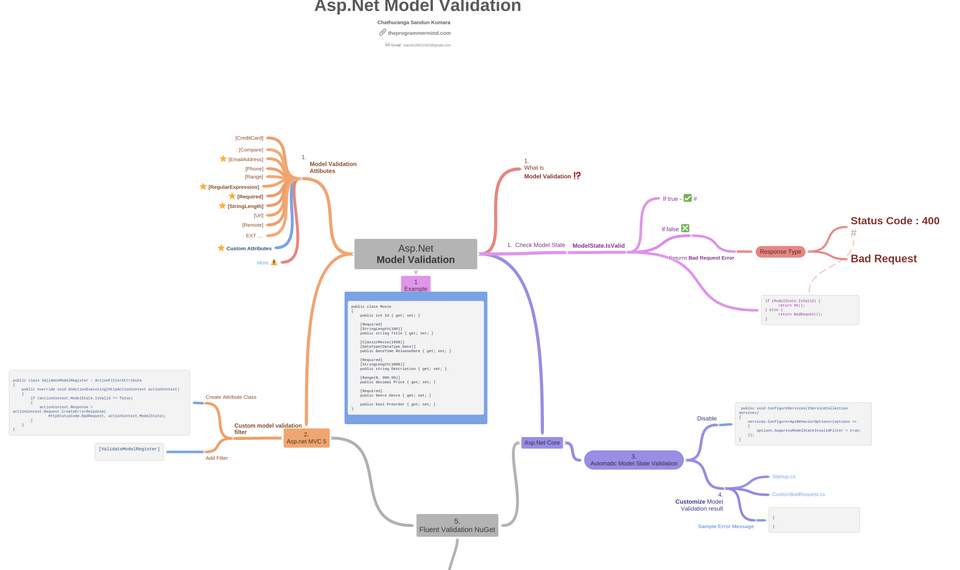 Asp.Net Model Validation
Chathuranga Sandun Kumara
theprogrammermind.com
[CreditCard]
[Compare]
[EmailAddress]
[Phone]
[Range]
[RegularExpression]
[Required]
[StringLength]
[Url]
[Remote]
EXT ....
Custom Attributes
More
1.
Model Validation
Attibutes
1.
What is
Model Validation ⁉
Asp.Net
Model Validation
1
Example
public class Movie
{
public int Id { get; set; }
[Required]
[StringLength(100)]
public string Title { get; set; }
[ClassicMovie(1960)]
[DataType(DataType.Date)]
public DateTime ReleaseDate { get; set; }
[Required]
[StringLength(1000)]
public string Description { get; set; }
[Range(0, 999.99)]
public decimal Price { get; set; }
[Required]
public Genre Genre { get; set; }
public bool Preorder { get; set; }
}
1. Check Model State
ModelState.IsValid
If true - ✅ #
If false ❎
Returns Bad Request Error
Response Type
Status Code : 400
#
Bad Request
if (ModelState.IsValid) {
return Ok();
} else {
return BadRequest();
}
public class ValidateModelRegister : ActionFilterAttribute
{
public override void OnActionExecuting(HttpActionContext actionContext)
{
if (actionContext.ModelState.IsValid == false)
{
actionContext.Response =
actionContext.Request.CreateErrorResponse(
HttpStatusCode.BadRequest, actionContext.ModelState);
}
}
}
Create Attribute Class
[ValidateModelRegister]
Add Filter
Custom model validation
filter
2.
Asp.net MVC 5
Asp.Net Core
3.
Automatic Model State Validation
Disable
public void ConfigureServices(IServiceCollection
services)
{
services.Configure<ApiBehaviorOptions>(options =>
{
options.SuppressModelStateInvalidFilter = true;
});
}
4.
Customize Model
Validation result
Startup.cs
CustomBadRequest.cs
Sample Error Message
{
}
5.
Fluent Validation NuGet